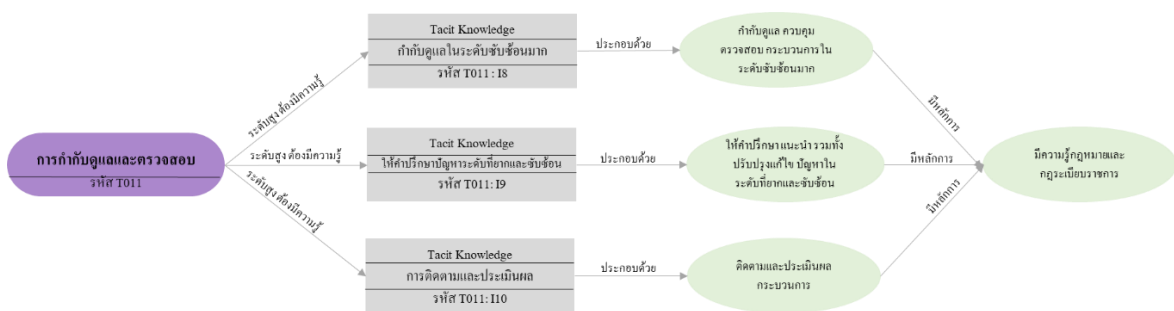 การกำกับดูแลและตรวจสอบ
รหัส T011
ระดับสูง ต้องมีความรู้
Tacit Knowledge
กำกับดูแลในระดับซับซ้อนมาก
รหัส T011 : I8
ประกอบด้วย
กำกับดูแล ควบคุม
ตรวจสอบ กระบวนการใน
ระดับซับซ้อนมาก
มีหลักการ
ระดับสูง ต้องมีความรู้
Tacit Knowledge
ให้คำปรึกษาปัญหาระดับที่ยากและซับซ้อน
รหัส T011: I9
ประกอบด้วย
ให้คำปรึกษา แนะนำ รวมทั้ง
ปรับปรุงแก้ไข ปัญหาใน
ระดับที่ยากและซับซ้อน
มีหลักการ
ระดับสูง ต้องมีความรู้
Tacit Knowledge
การติดตามและประเมินผล
รหัส T011: I10
ประกอบด้วย
ติดตามและประเมินผล
กระบวนการ
มีหลักการ
มีความรู้กฎหมายและ
กฎระเบียบราชการ